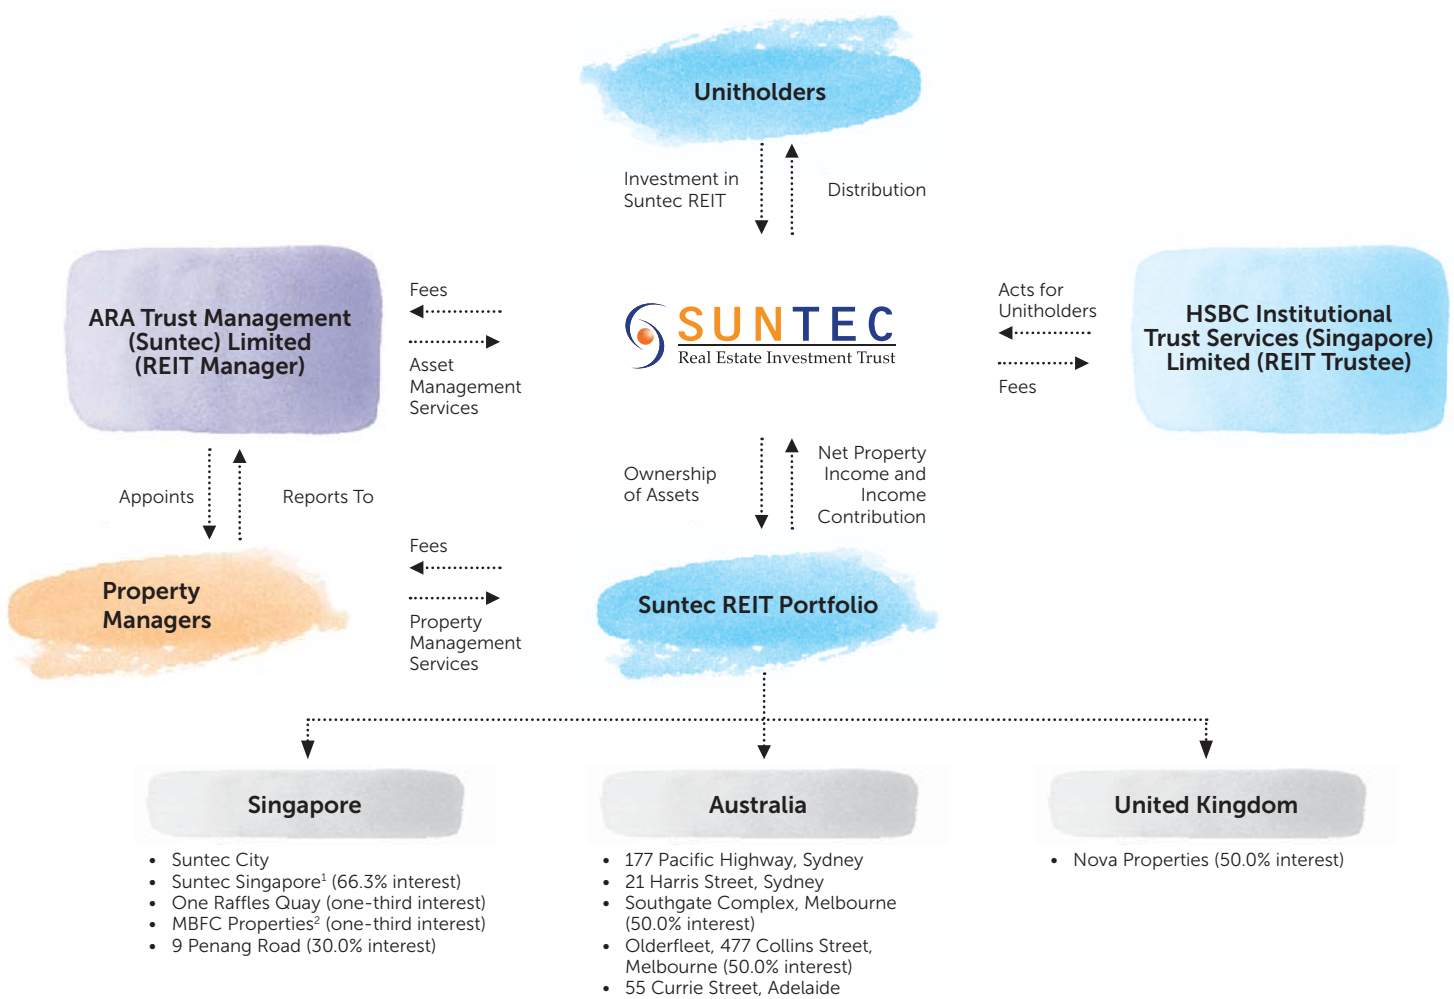 Unitholders
Investment in
Suntec REIT
Distribution
ARA Trust Management
(Suntec) Limited
(REIT Manager)
Fees
Asset
Management
Services
SUNTEC
Real Estate Investment Trust
Acts for
Unitholders
Fees
HSBC Institutional
Trust Services (Singapore)
Limited (REIT Trustee)
Appoints
Reports To
Ownership
of Assets
Net Property
Income and
Income
Contribution
Property
Managers
Fees
Property
Management
Services
Suntec REIT Portfolio
Singapore
• Suntec City
• Suntec Singapore¹ (66.3% interest)
• One Raffles Quay (one-third interest)
• MBFC Properties² (one-third interest)
• 9 Penang Road (30.0% interest)
Australia
• 177 Pacific Highway, Sydney
• 21 Harris Street, Sydney
• Southgate Complex, Melbourne
(50.0% interest)
• Olderfleet, 477 Collins Street,
Melbourne (50.0% interest)
• 55 Currie Street, Adelaide
United Kingdom
• Nova Properties (50.0% interest)